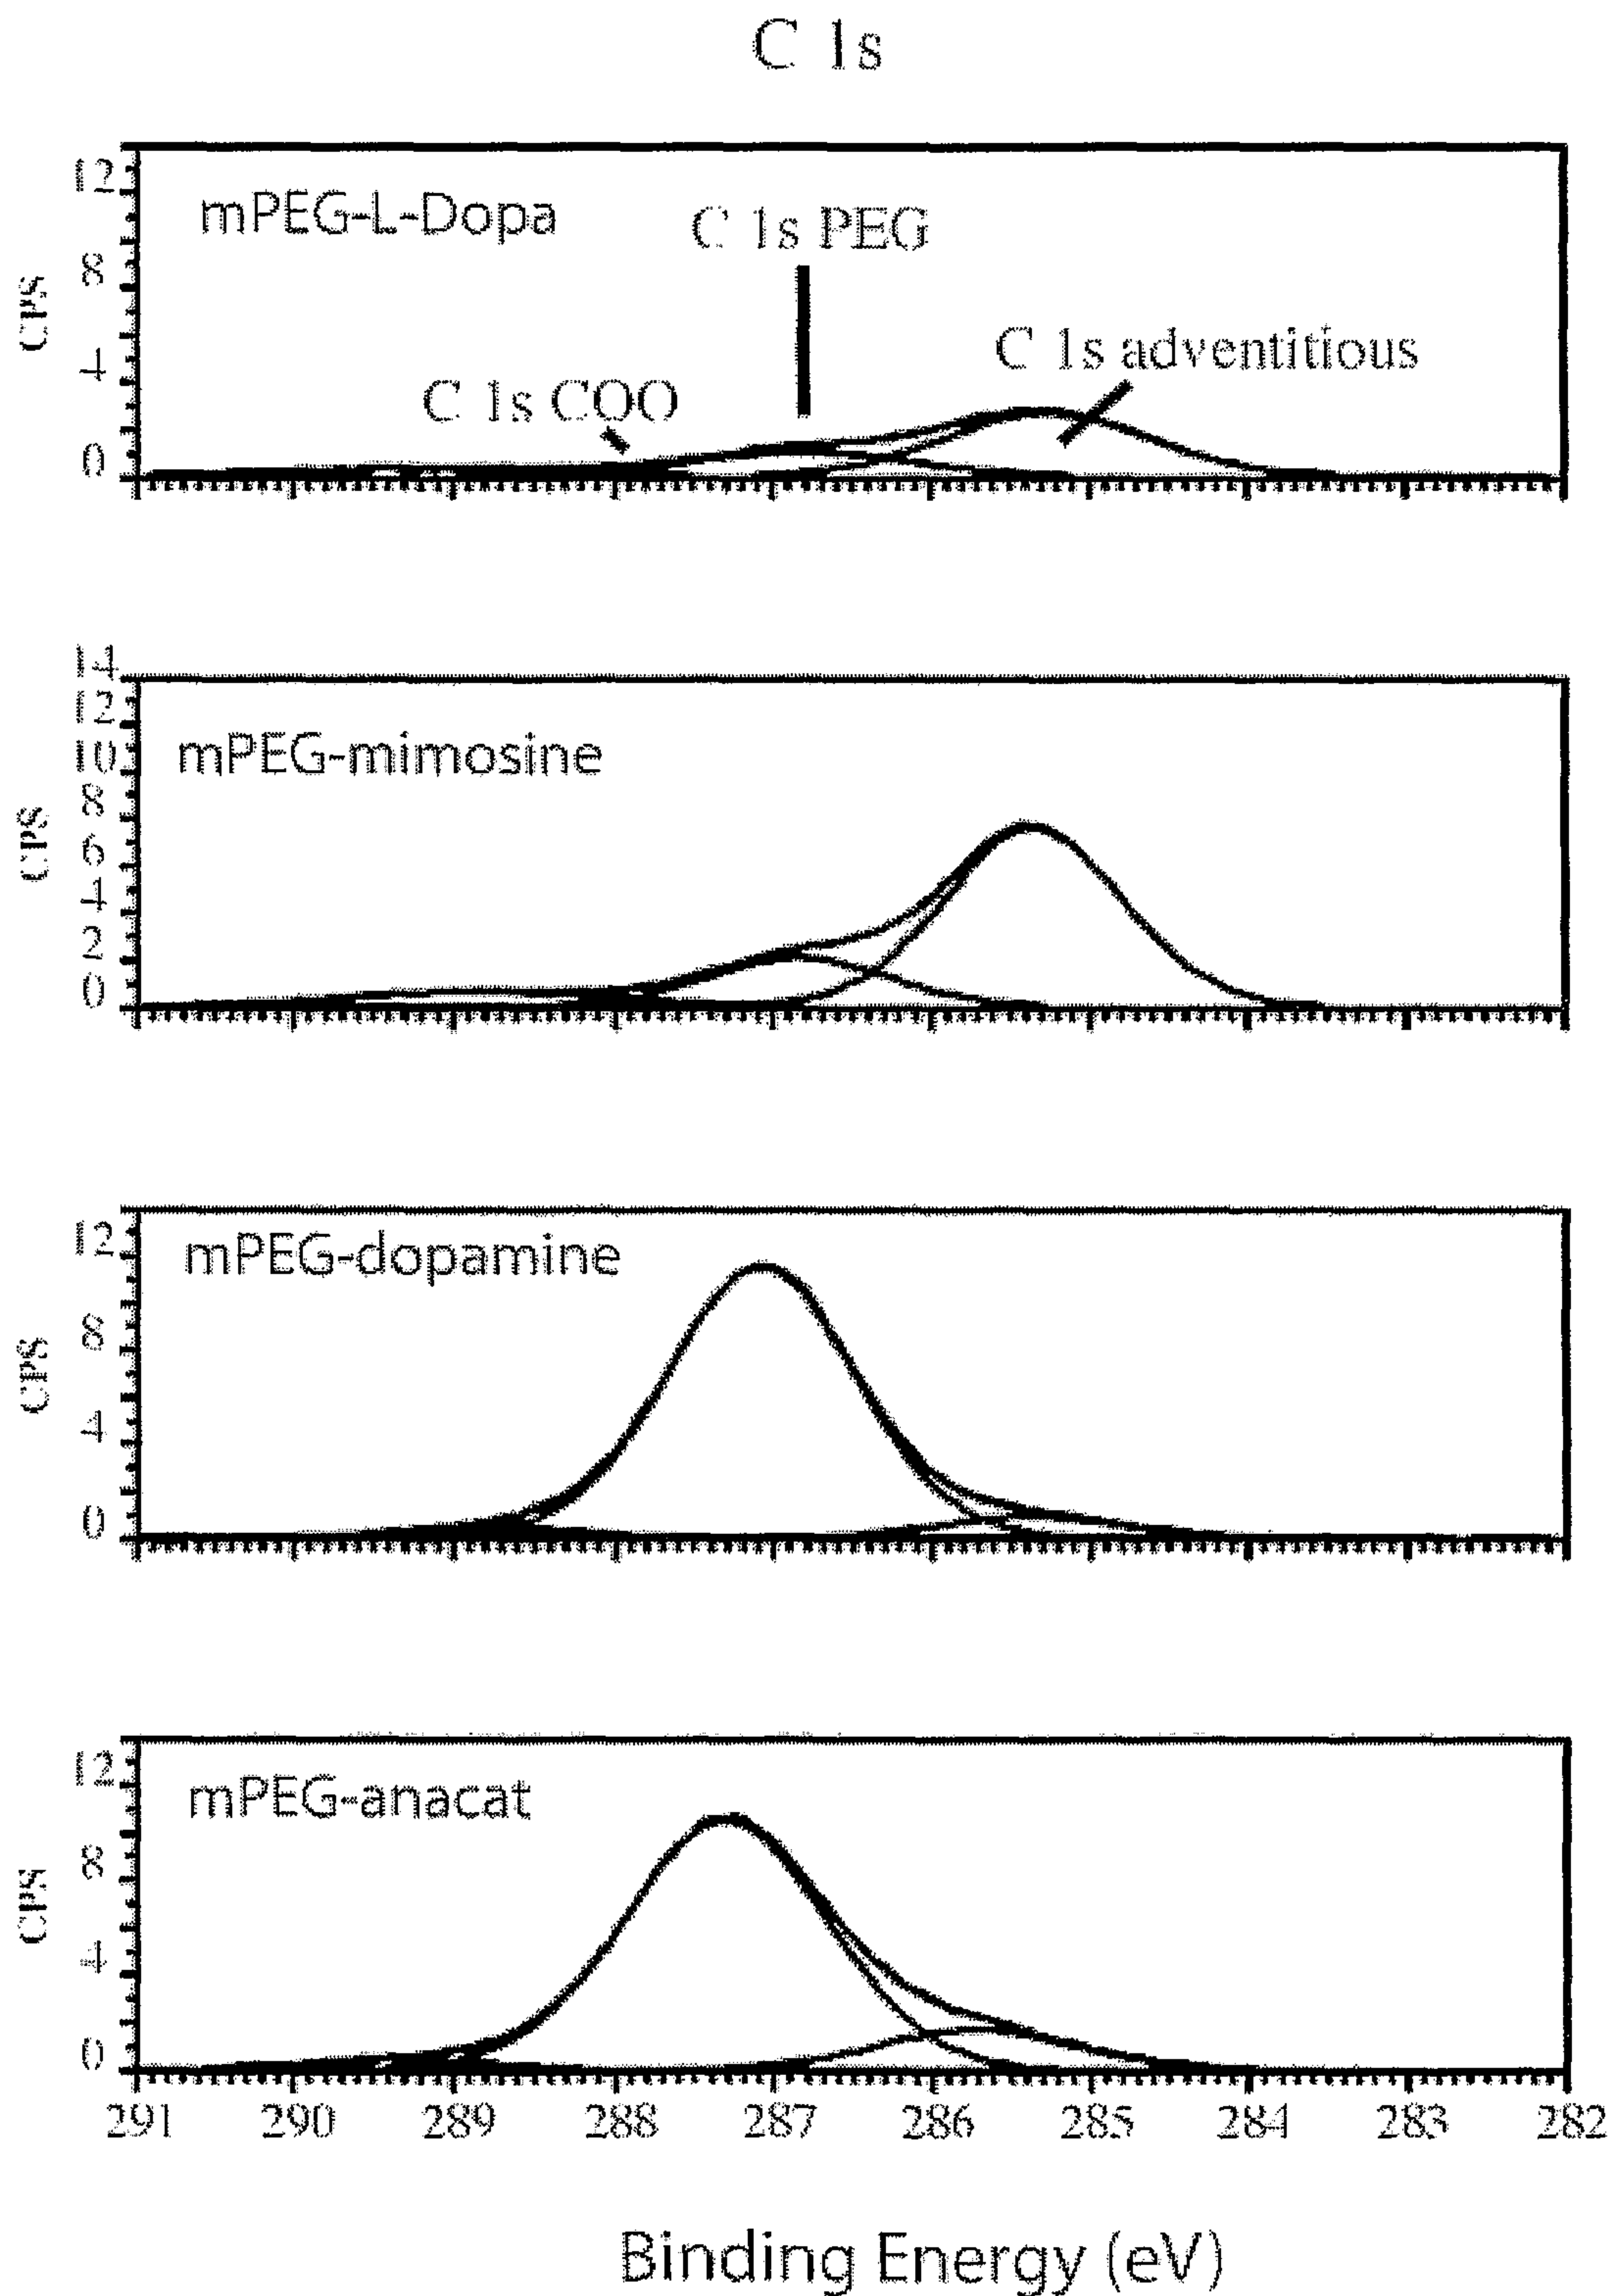 C 1s
12
mPEG-L-Dopa
C 1s PEG
8
CPS
C 1s adventitious
4
C 1s COO
0
14
12
mPEG-mimosine
10
8
CPS
6
4
2
0
12
mPEG-dopamine
8
CPS
4
0
12
mPEG-anacat
8
CPS
4
0
291 290 289 288 287 286 285 284 283 282
Binding Energy (eV)